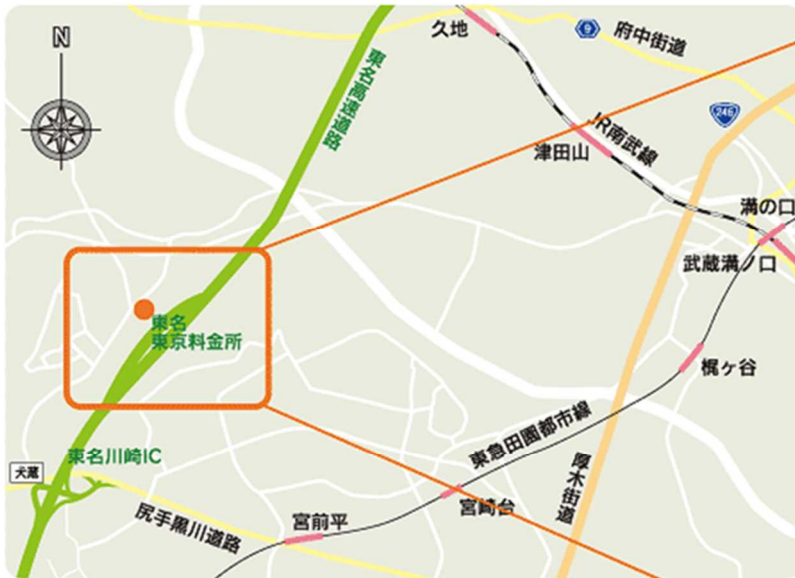 N
久地
9
府中街道
東名高速道路
246
JR南武線
津田山
溝の口
武蔵溝ノ口
東名
東京料金所
梶ヶ谷
東急田園都市線
東名川崎IC
犬蔵
厚木街道
宮崎台
宮前平
尻手黒川道路